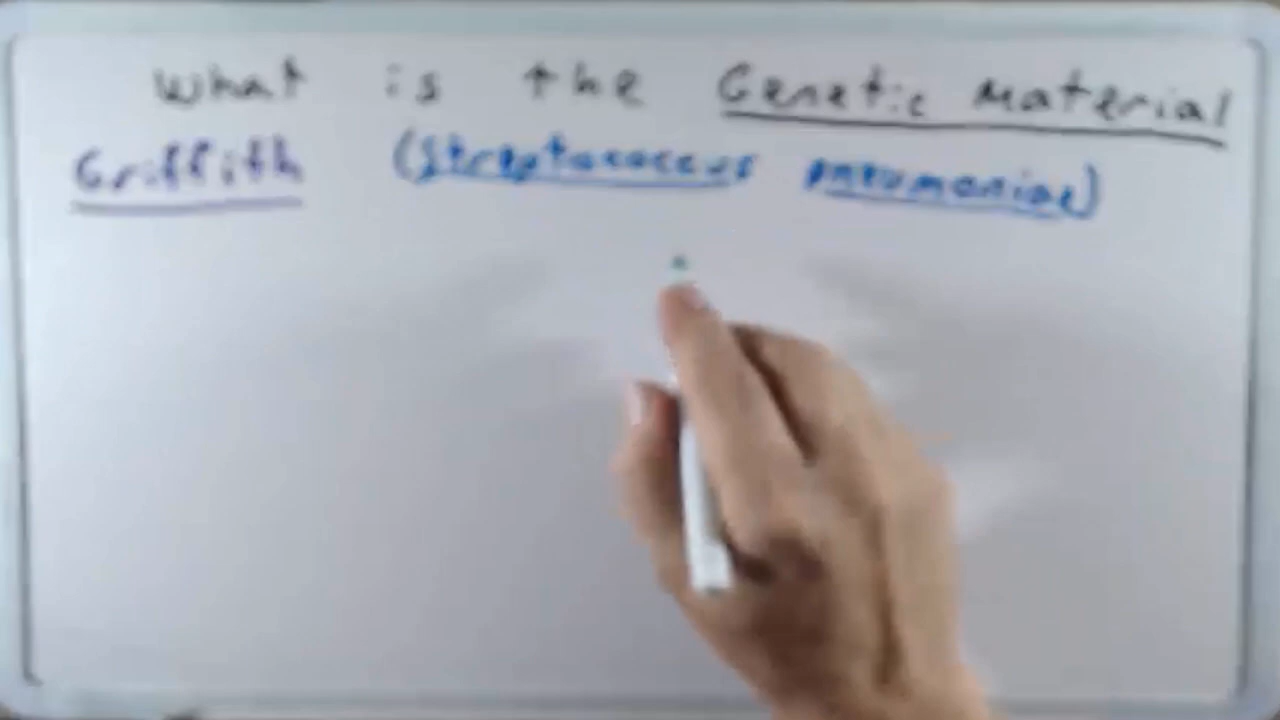 What is the Genetic Material
Griffith (Streptococcus pneumoniae)